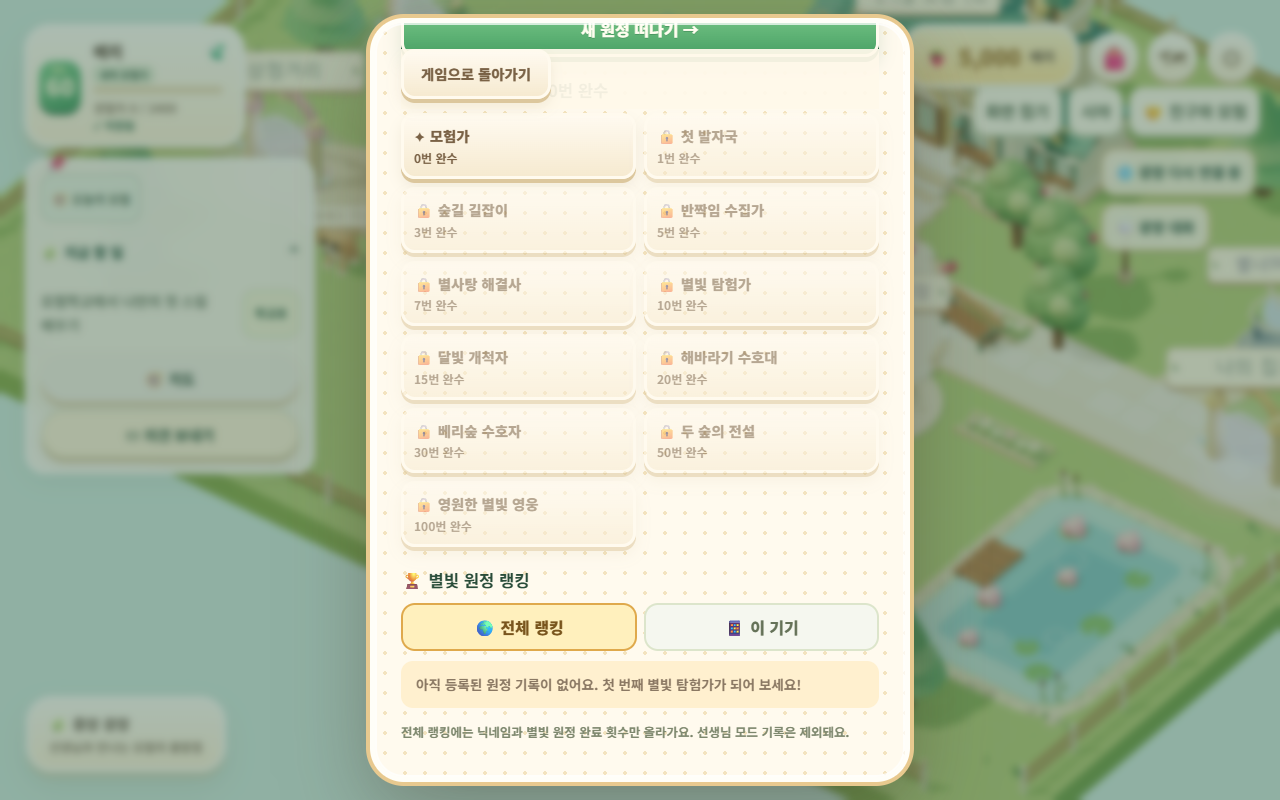 새 원정 떠나기 →
게임으로 돌아가기
0번 완수
✦ 모험가
0번 완수
첫 발자국
1번 완수
숲길 길잡이
3번 완수
반짝임 수집가
5번 완수
별사탕 해결사
7번 완수
별빛 탐험가
10번 완수
달빛 개척자
15번 완수
해바라기 수호대
20번 완수
베리숲 수호자
30번 완수
두 숲의 전설
50번 완수
영원한 별빛 영웅
100번 완수
별빛 원정 랭킹
전체 랭킹
이 기기
아직 등록된 원정 기록이 없어요. 첫 번째 별빛 탐험가가 되어 보세요!
전체 랭킹에는 닉네임과 별빛 원정 완료 횟수만 올라가요. 선생님 모드 기록은 제외돼요.
5,000